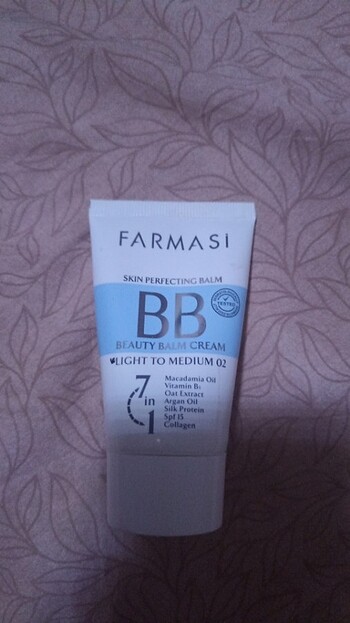 FARMASi
SKIN PERFECTING BALM
BB
TESTED
BEAUTY BALM CREAM
LIGHT TO MEDIUM 02
7 in 1
Macadamia Oil
Vitamin B5
Oat Extract
Argan Oil
Silk Protein
Spf 15
Collagen